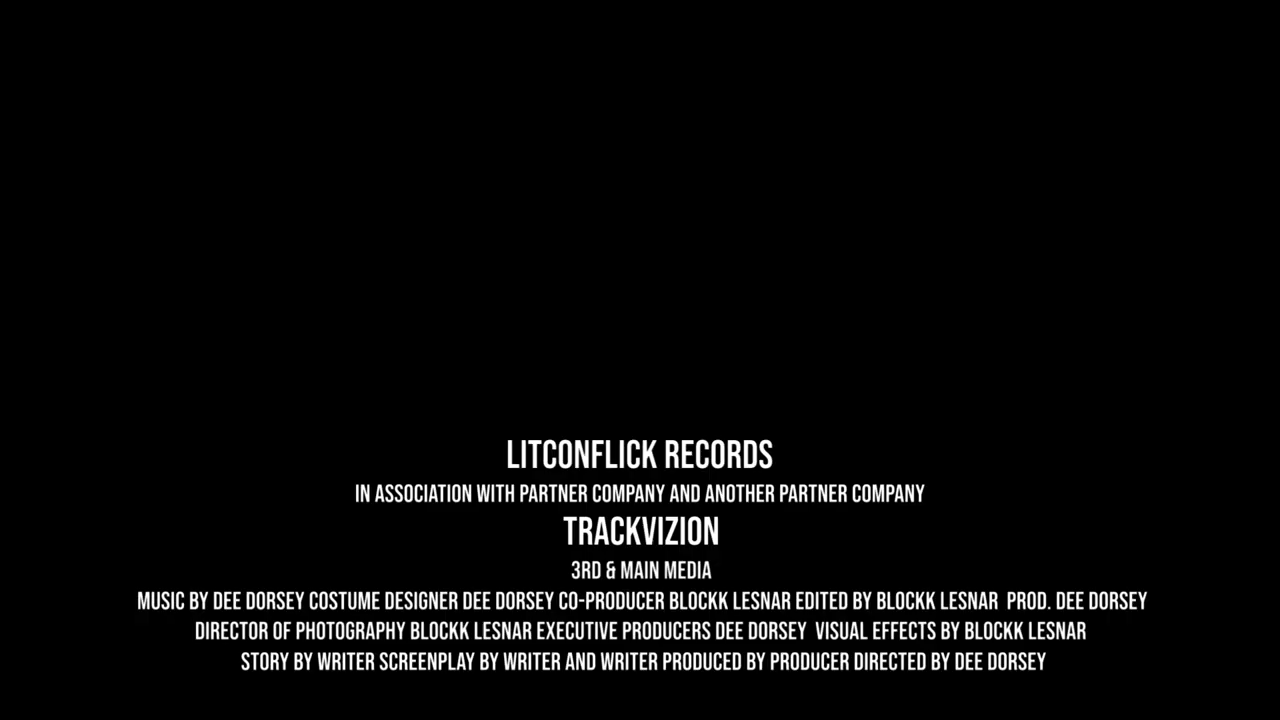 LITCONFLICK RECORDS
IN ASSOCIATION WITH PARTNER COMPANY AND ANOTHER PARTNER COMPANY
TRACKVIZION
3RD & MAIN MEDIA
MUSIC BY DEE DORSEY COSTUME DESIGNER DEE DORSEY CO-PRODUCER BLOCKK LESNAR EDITED BY BLOCKK LESNAR  PROD. DEE DORSEY
DIRECTOR OF PHOTOGRAPHY BLOCKK LESNAR EXECUTIVE PRODUCERS DEE DORSEY  VISUAL EFFECTS BY BLOCKK LESNAR
STORY BY WRITER SCREENPLAY BY WRITER AND WRITER PRODUCED BY PRODUCER DIRECTED BY DEE DORSEY